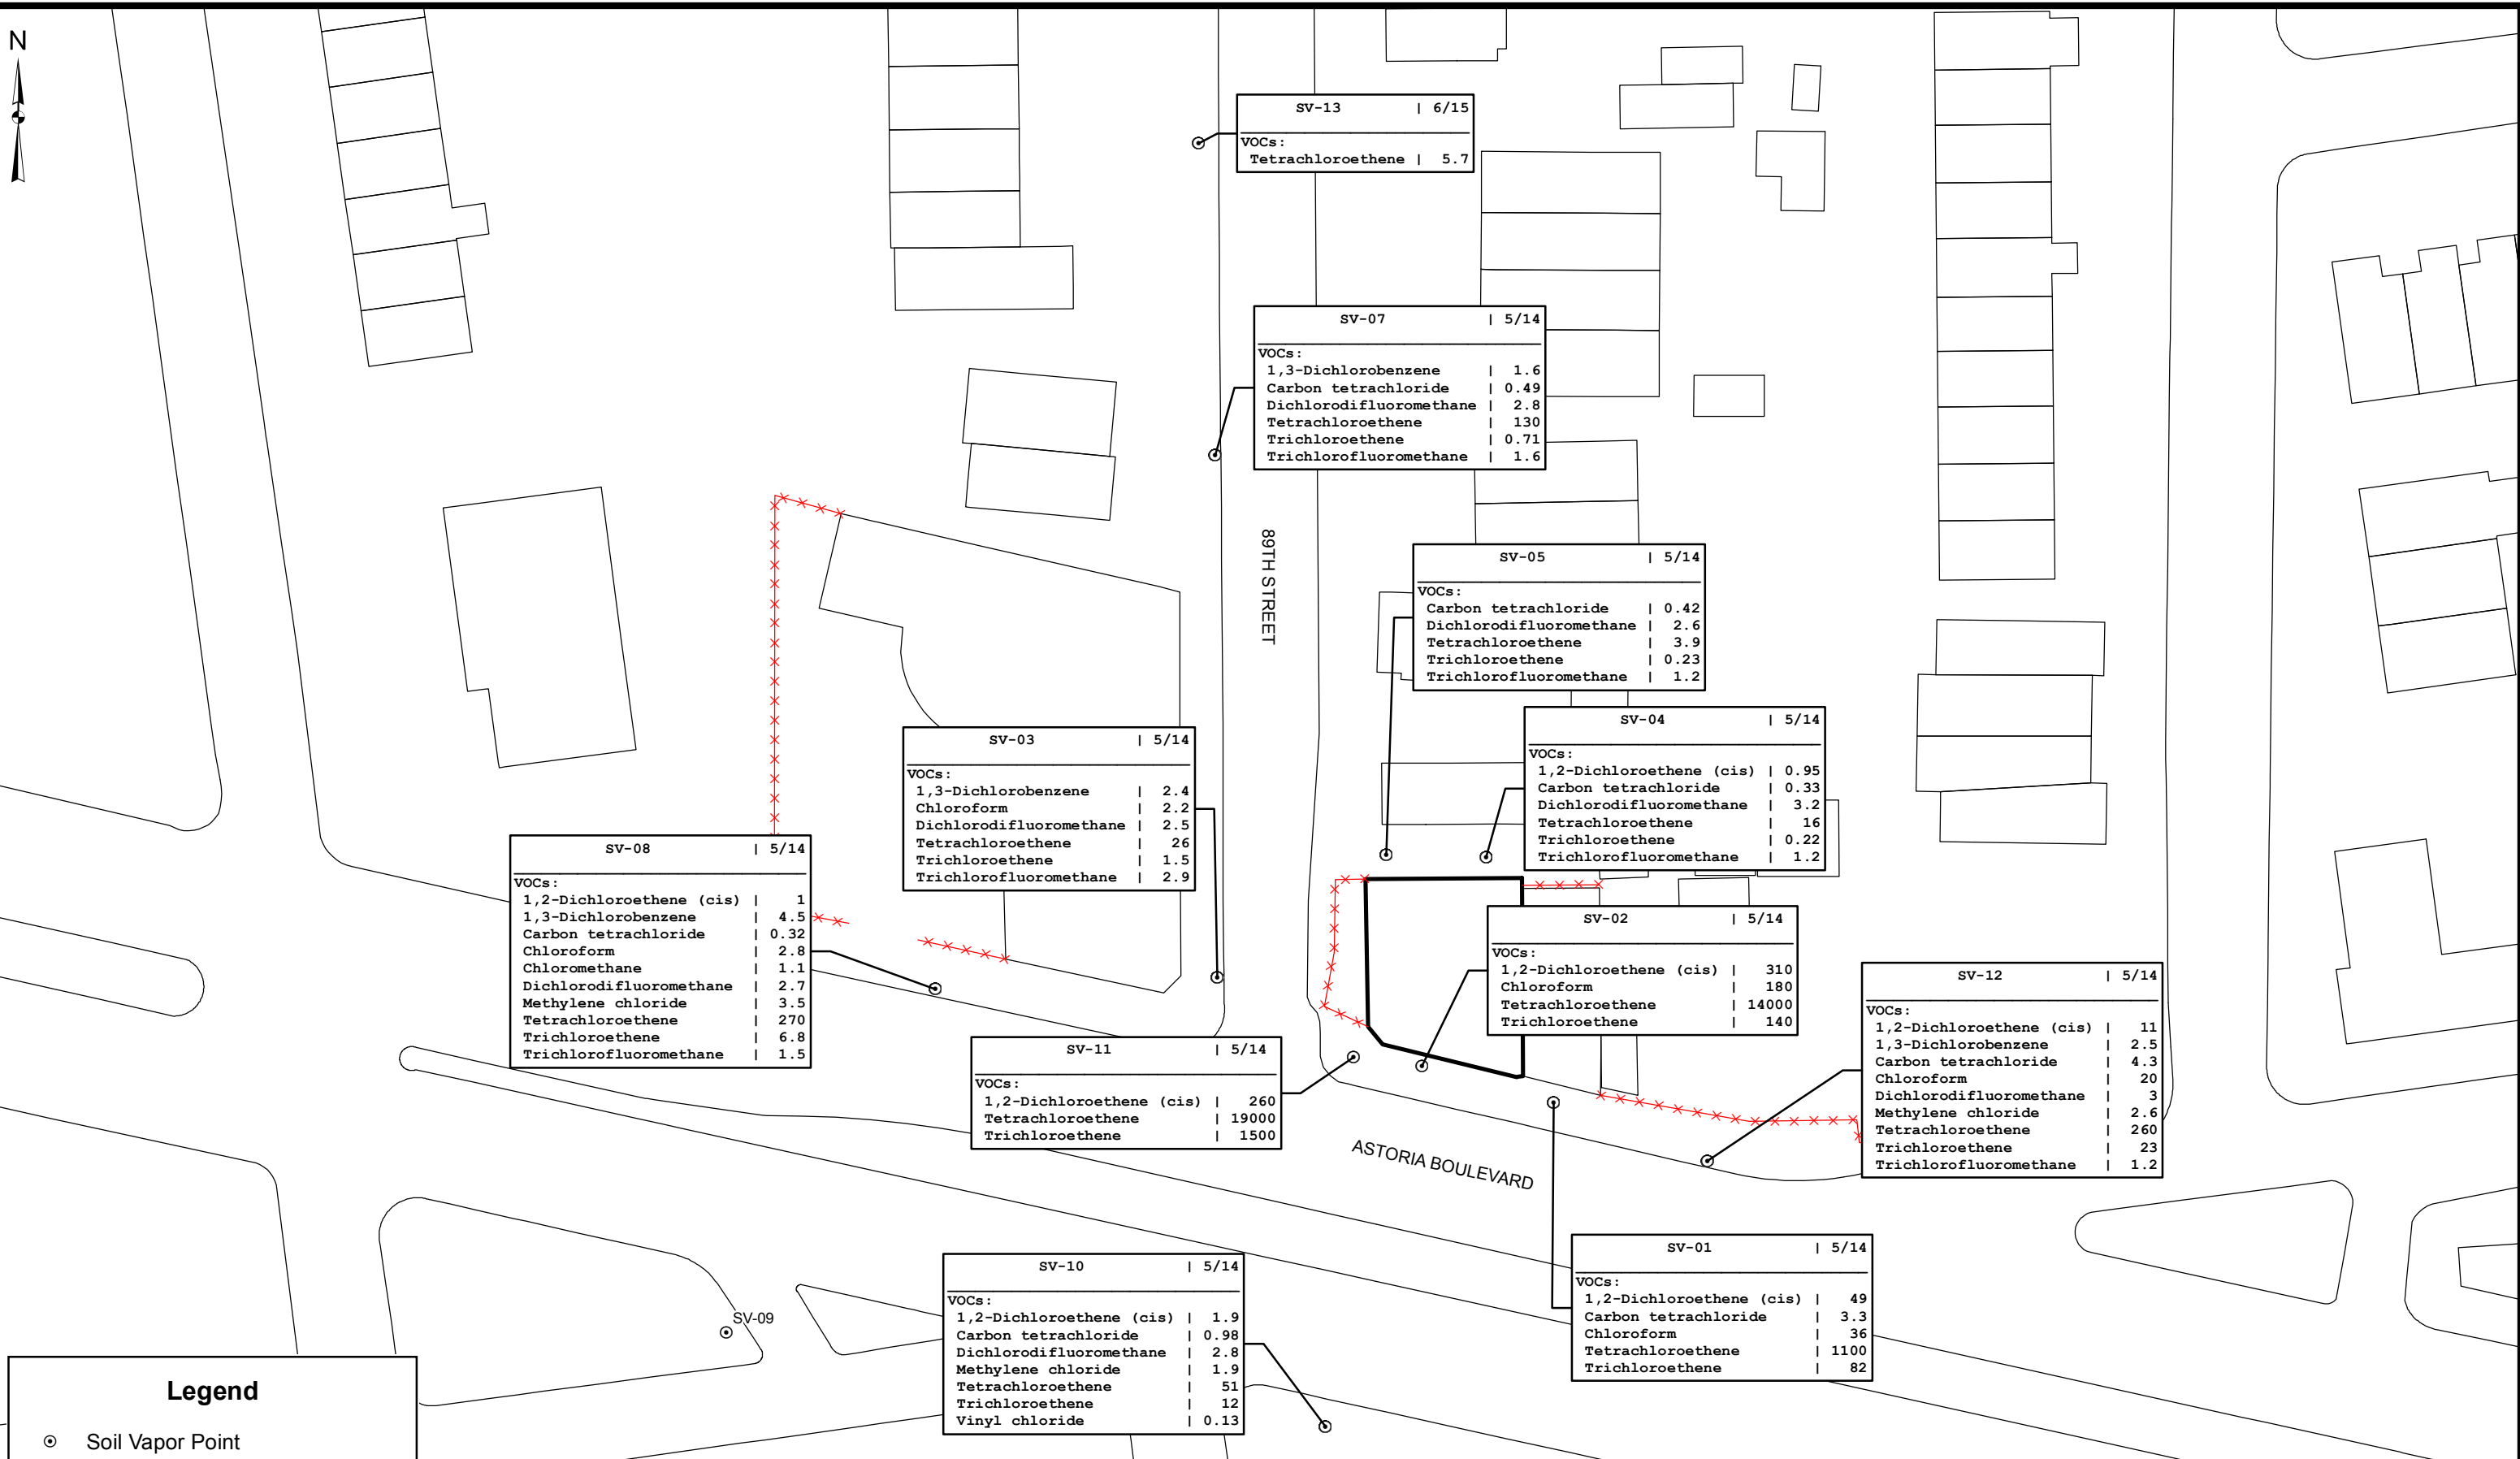 N
SV-13 | 6/15
VOCs:
Tetrachloroethene | 5.7
SV-07 | 5/14
VOCs:
1,3-Dichlorobenzene | 1.6
Carbon tetrachloride | 0.49
Dichlorodifluoromethane | 2.8
Tetrachloroethene | 130
Trichloroethene | 0.71
Trichlorofluoromethane | 1.6
89TH STREET
SV-05 | 5/14
VOCs:
Carbon tetrachloride | 0.42
Dichlorodifluoromethane | 2.6
Tetrachloroethene | 3.9
Trichloroethene | 0.23
Trichlorofluoromethane | 1.2
SV-04 | 5/14
VOCs:
1,2-Dichloroethene (cis) | 0.95
Carbon tetrachloride | 0.33
Dichlorodifluoromethane | 3.2
Tetrachloroethene | 16
Trichloroethene | 0.22
Trichlorofluoromethane | 1.2
SV-03 | 5/14
VOCs:
1,3-Dichlorobenzene | 2.4
Chloroform | 2.2
Dichlorodifluoromethane | 2.5
Tetrachloroethene | 26
Trichloroethene | 1.5
Trichlorofluoromethane | 2.9
SV-08 | 5/14
VOCs:
1,2-Dichloroethene (cis) | 1
1,3-Dichlorobenzene | 4.5
Carbon tetrachloride | 0.32
Chloroform | 2.8
Chloromethane | 1.1
Dichlorodifluoromethane | 2.7
Methylene chloride | 3.5
Tetrachloroethene | 270
Trichloroethene | 6.8
Trichlorofluoromethane | 1.5
SV-02 | 5/14
VOCs:
1,2-Dichloroethene (cis) | 310
Chloroform | 180
Tetrachloroethene | 14000
Trichloroethene | 140
SV-12 | 5/14
VOCs:
1,2-Dichloroethene (cis) | 11
1,3-Dichlorobenzene | 2.5
Carbon tetrachloride | 4.3
Chloroform | 20
Dichlorodifluoromethane | 3
Methylene chloride | 2.6
Tetrachloroethene | 260
Trichloroethene | 23
Trichlorofluoromethane | 1.2
SV-11 | 5/14
VOCs:
1,2-Dichloroethene (cis) | 260
Tetrachloroethene | 19000
Trichloroethene | 1500
ASTORIA BOULEVARD
SV-01 | 5/14
VOCs:
1,2-Dichloroethene (cis) | 49
Carbon tetrachloride | 3.3
Chloroform | 36
Tetrachloroethene | 1100
Trichloroethene | 82
SV-10 | 5/14
VOCs:
1,2-Dichloroethene (cis) | 1.9
Carbon tetrachloride | 0.98
Dichlorodifluoromethane | 2.8
Methylene chloride | 1.9
Tetrachloroethene | 51
Trichloroethene | 12
Vinyl chloride | 0.13
SV-09
Legend
Soil Vapor Point